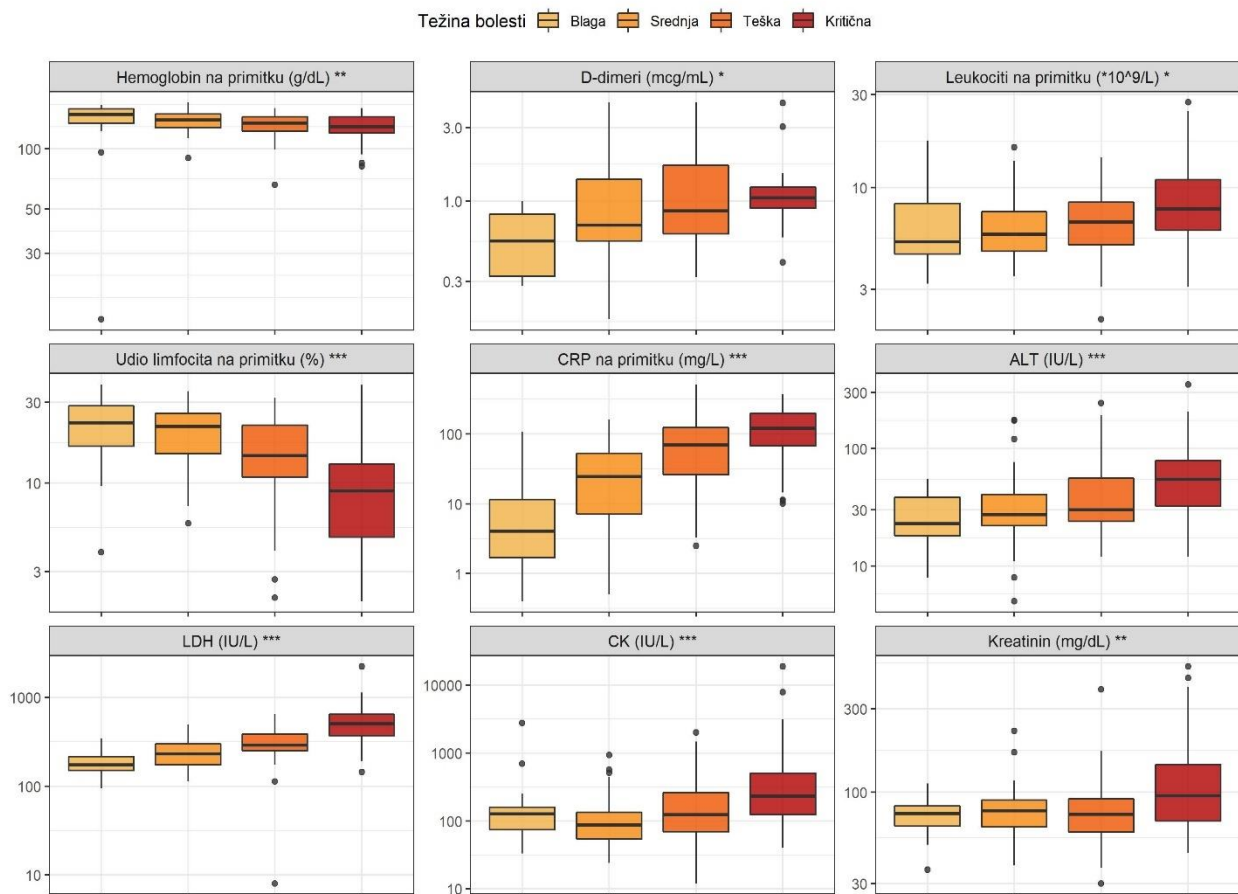 Težina bolesti Blaga Srednja Teška Kritična
Hemoglobin na primitku (g/dL) **
100
50
30
D-dimeri (mcg/mL) *
3.0
1.0
0.3
Leukociti na primitku (*10^9/L) *
30
10
3
Udio limfocita na primitku (%) ***
30
10
3
CRP na primitku (mg/L) ***
100
10
1
ALT (IU/L) ***
300
100
30
10
LDH (IU/L) ***
1000
100
10
CK (IU/L) ***
10000
1000
100
10
Kreatinin (mg/dL) **
300
100
30